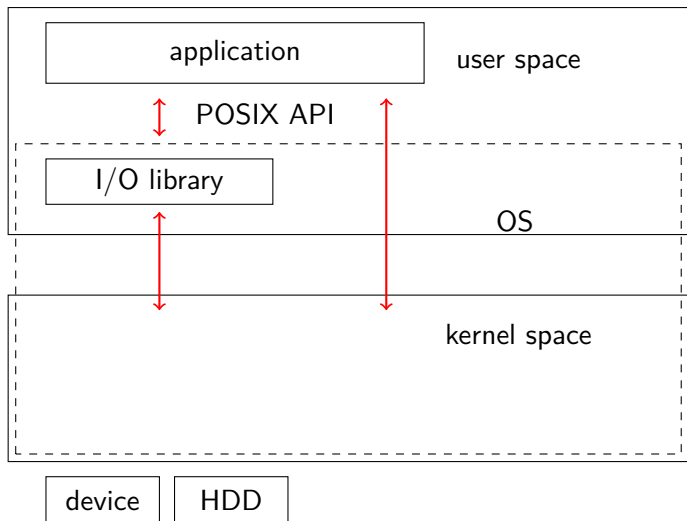 application
user space
POSIX API
I/O library
OS
kernel space
device
HDD